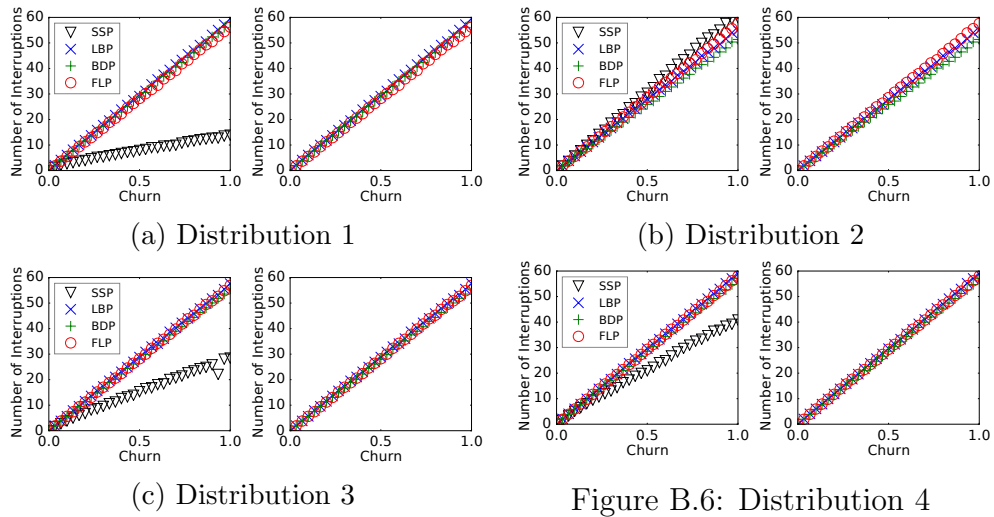 Number of Interruptions
60
50
40
30
20
10
0
SSP
LBP
BDP
FLP
0.0 0.5 1.0
Churn
Number of Interruptions
60
50
40
30
20
10
0
0.0 0.5 1.0
Churn
(a) Distribution 1
Number of Interruptions
60
50
40
30
20
10
0
SSP
LBP
BDP
FLP
0.0 0.5 1.0
Churn
Number of Interruptions
60
50
40
30
20
10
0
0.0 0.5 1.0
Churn
(b) Distribution 2
Number of Interruptions
60
50
40
30
20
10
0
SSP
LBP
BDP
FLP
0.0 0.5 1.0
Churn
Number of Interruptions
60
50
40
30
20
10
0
0.0 0.5 1.0
Churn
(c) Distribution 3
Number of Interruptions
60
50
40
30
20
10
0
SSP
LBP
BDP
FLP
0.0 0.5 1.0
Churn
Number of Interruptions
60
50
40
30
20
10
0
0.0 0.5 1.0
Churn
Figure B.6: Distribution 4